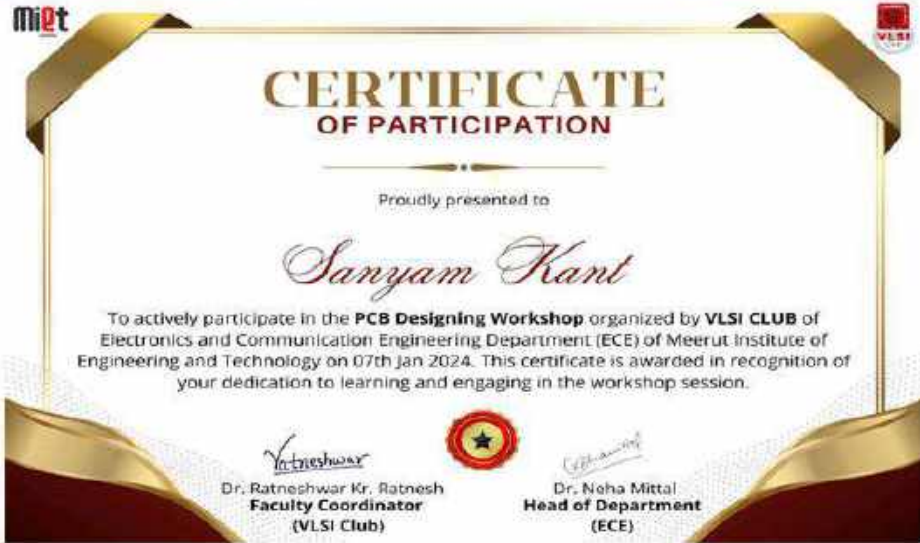 miet
VLSI
CERTIFICATE
OF PARTICIPATION
Proudly presented to
Sanyam Kant
To actively participate in the PCB Designing Workshop organized by VLSI CLUB of
Electronics and Communication Engineering Department (ECE) of Meerut Institute of
Engineering and Technology on 07th Jan 2024. This certificate is awarded in recognition of
your dedication to learning and engaging in the workshop session.
Ratneshwar
Dr. Ratneshwar Kr. Ratnesh
Faculty Coordinator
(VLSI Club)
Dr. Neha Mittal
Head of Department
(ECE)